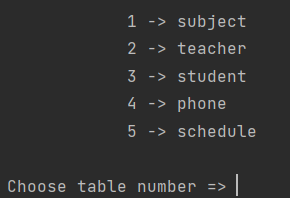 1 -> subject
2 -> teacher
3 -> student
4 -> phone
5 -> schedule
Choose table number =>